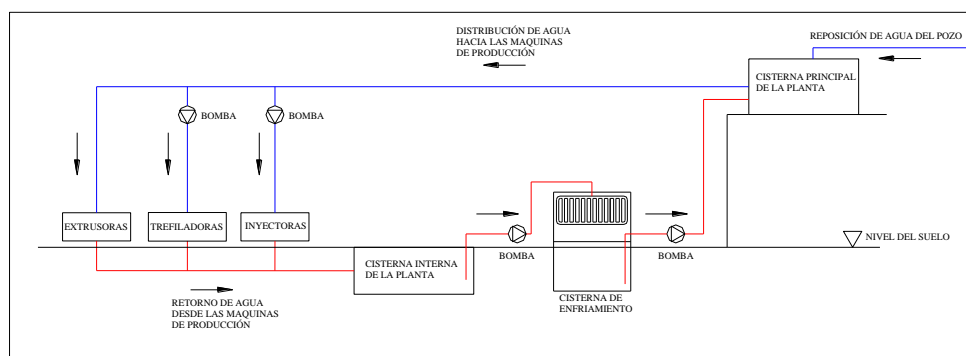 DISTRIBUCIÓN DE AGUA
HACIA LAS MAQUINAS
DE PRODUCCIÓN
REPOSICIÓN DE AGUA DEL POZO
CISTERNA PRINCIPAL
DE LA PLANTA
BOMBA
BOMBA
EXTRUSORAS
TREFILADORAS
INYECTORAS
NIVEL DEL SUELO
BOMBA
BOMBA
CISTERNA INTERNA
DE LA PLANTA
CISTERNA DE
ENFRIAMIENTO
RETORNO DE AGUA
DESDE LAS MAQUINAS
DE PRODUCCIÓN